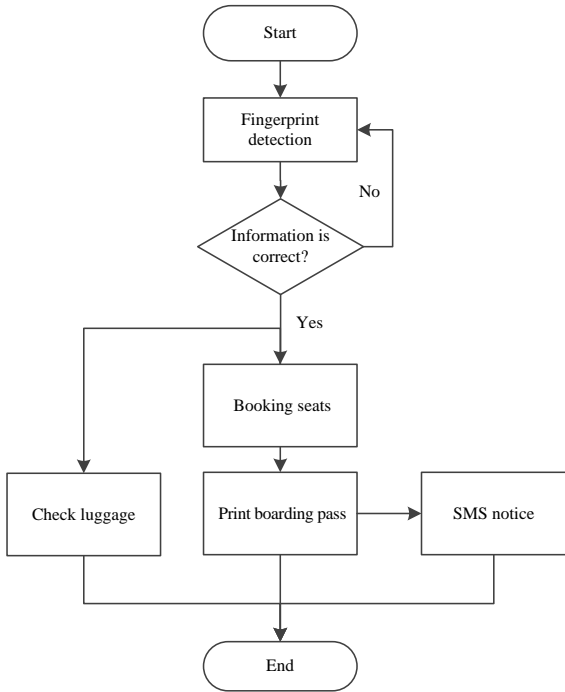 Start
Fingerprint
detection
No
Information is
correct?
Yes
Booking seats
Check luggage
Print boarding pass
SMS notice
End